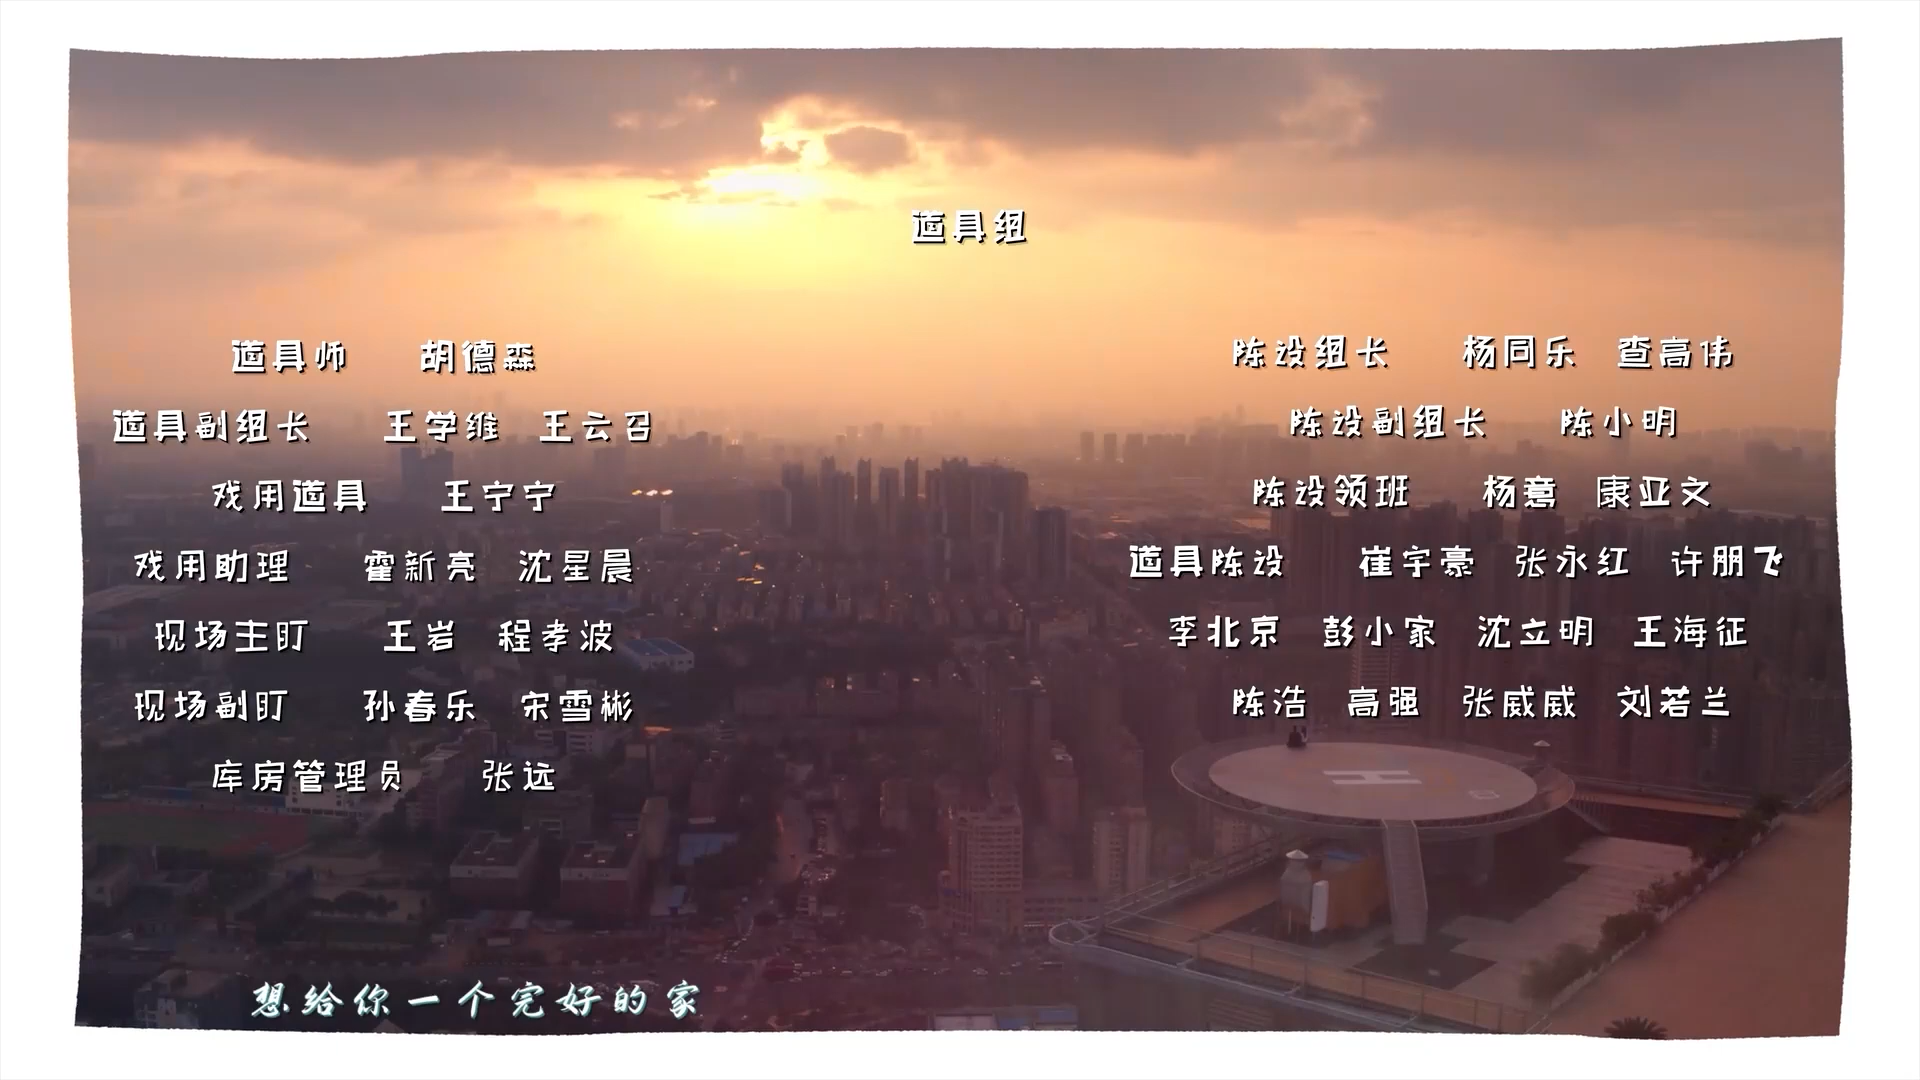 道具组
道具师 胡德森
道具副组长 王学维 王云召
戏用道具 王宁宁
戏用助理 霍新亮 沈星晨
现场主盯 王岩 程孝波
现场副盯 孙春乐 宋雪彬
库房管理员 张远
陈设组长 杨同乐 查高伟
陈设副组长 陈小明
陈设领班 杨意 康亚文
道具陈设 崔宇豪 张永红 许朋飞
李北京 彭小家 沈立明 王海征
陈浩 高强 张威威 刘若兰
想给你一个完好的家
H